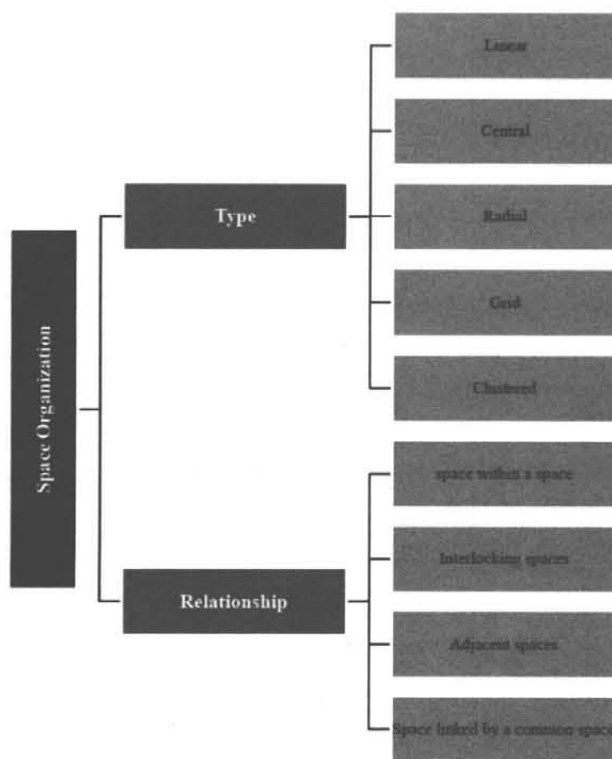 Space Organization
Type
Linear
Central
Radial
Grid
Clustered
Relationship
space within a space
Interlocking spaces
Adjacent spaces
Space linked by a common space